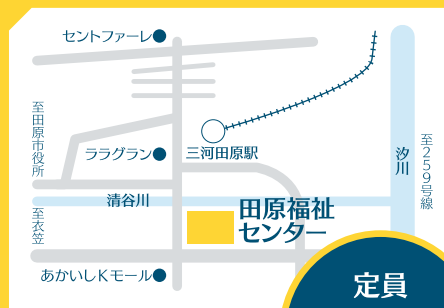 セントファーレ
至田原市役所
至259号線
三河田原駅
ララグラン
汐川
清谷川
至衣笠
田原福祉
センター
あかいしKモール
定員